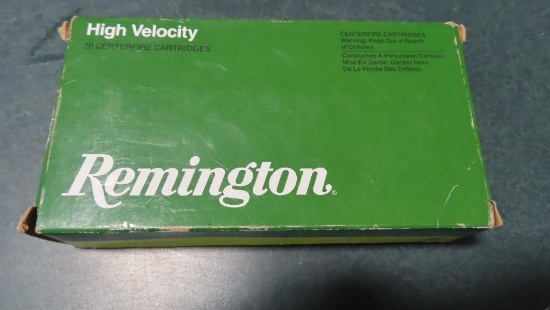 High Velocity
20 CENTERFIRE CARTRIDGES
CENTERFIRE CARTRIDGES
Warning: Keep Out of Reach
of Children
Cartouches A Percussion Centrale
Mise En Garde: Gardez Hors
De La Portée Des Enfants
Remington®